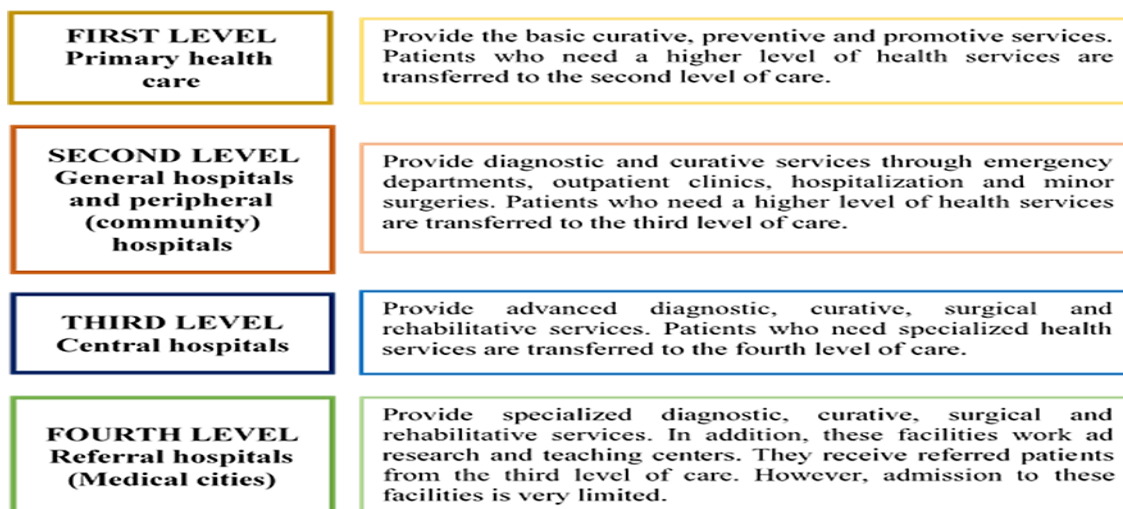 FIRST LEVEL
Primary health
care
Provide the basic curative, preventive and promotive services.
Patients who need a higher level of health services are
transferred to the second level of care.
SECOND LEVEL
General hospitals
and peripheral
(community)
hospitals
Provide diagnostic and curative services through emergency
departments, outpatient clinics, hospitalization and minor
surgeries. Patients who need a higher level of health services
are transferred to the third level of care.
THIRD LEVEL
Central hospitals
Provide advanced diagnostic, curative, surgical and
rehabilitative services. Patients who need specialized health
services are transferred to the fourth level of care.
FOURTH LEVEL
Referral hospitals
(Medical cities)
Provide specialized diagnostic, curative, surgical and
rehabilitative services. In addition, these facilities work ad
research and teaching centers. They receive referred patients
from the third level of care. However, admission to these
facilities is very limited.